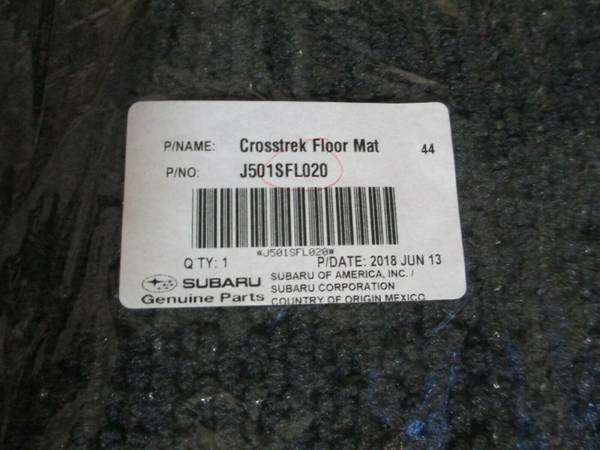 P/NAME: Crosstrek Floor Mat 44
P/NO: J501SFL020
*J501SFL020*
Q TY: 1 P/DATE: 2018 JUN 13
SUBARU
Genuine Parts
SUBARU OF AMERICA, INC. /
SUBARU CORPORATION
COUNTRY OF ORIGIN MEXICO